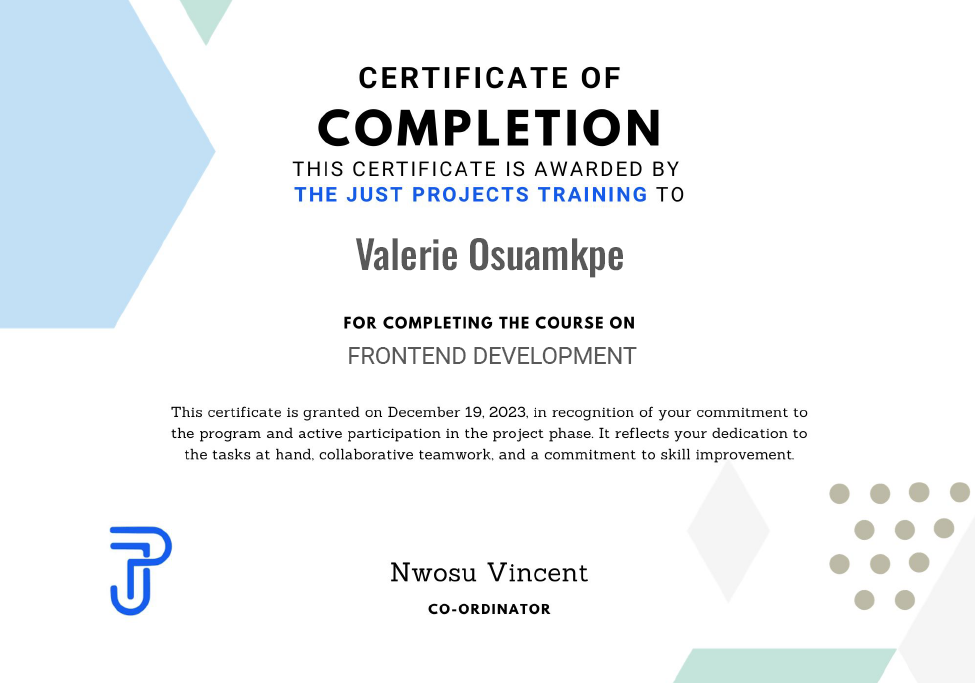 CERTIFICATE OF
COMPLETION
THIS CERTIFICATE IS AWARDED BY
THE JUST PROJECTS TRAINING TO
Valerie Osuamkpe
FOR COMPLETING THE COURSE ON
FRONTEND DEVELOPMENT
This certificate is granted on December 19, 2023, in recognition of your commitment to
the program and active participation in the project phase. It reflects your dedication to
the tasks at hand, collaborative teamwork, and a commitment to skill improvement.
Nwosu Vincent
CO-ORDINATOR